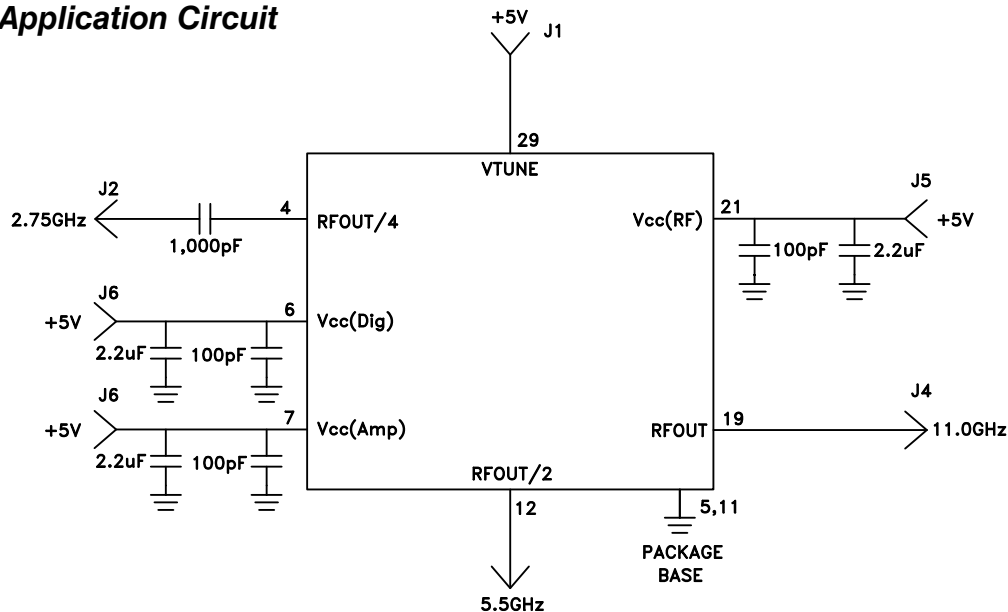 Application Circuit
+5V
J1
29
VTUNE
J2
2.75GHz
1,000pF
4
RFOUT/4
J6
+5V
6
Vcc(Dig)
2.2uF
100pF
J6
+5V
7
Vcc(Amp)
2.2uF
100pF
Vcc(RF)
21
J5
+5V
100pF
2.2uF
RFOUT
19
J4
11.0GHz
RFOUT/2
12
5.5GHz
5,11
PACKAGE
BASE